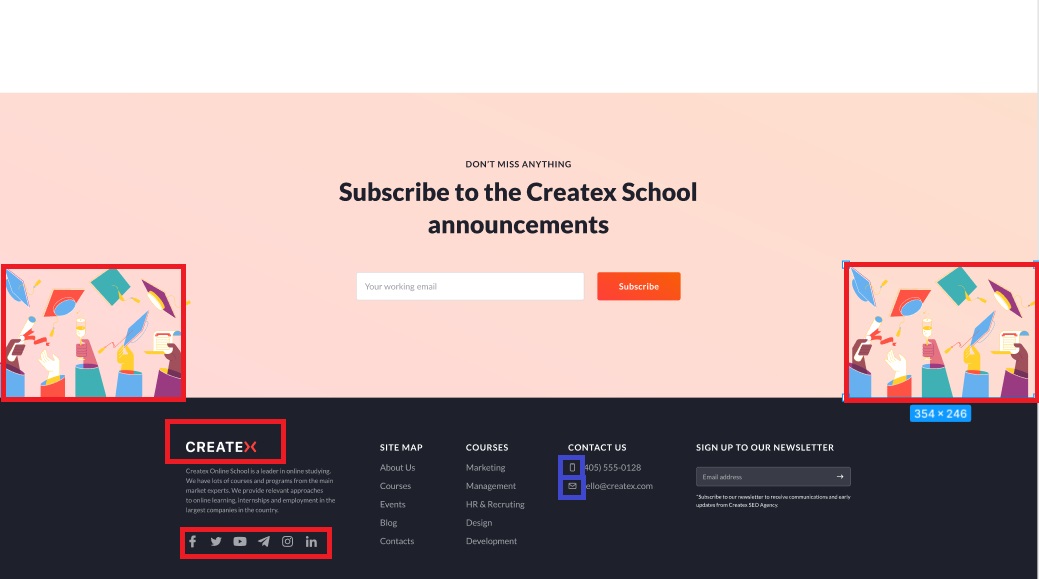 DON'T MISS ANYTHING
Subscribe to the Createx School
announcements
Your working email
Subscribe
354 × 246
CREATEX
Createx Online School is a leader in online studying.
We have lots of courses and programs from the main
market experts. We provide relevant approaches
to online learning, internships and employment in the
largest companies in the country.
SITE MAP
About Us
Courses
Events
Blog
Contacts
COURSES
Marketing
Management
HR & Recruting
Design
Development
CONTACT US
405) 555-0128
ello@createx.com
SIGN UP TO OUR NEWSLETTER
Email address →
*Subscribe to our newsletter to receive communications and early
updates from Createx SEO Agency